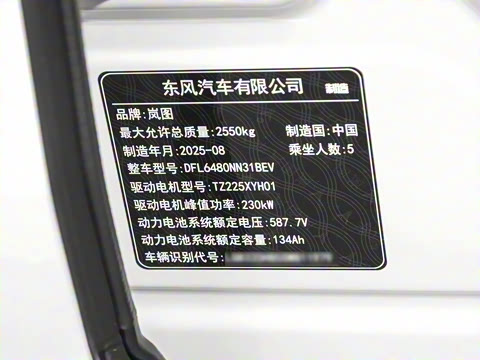 东风汽车有限公司 制造
品牌:岚图
最大允许总质量:2550kg 制造国:中国
制造年月:2025-08 乘坐人数:5
整车型号:DFL6480NN31BEV
驱动电机型号:TZ225XYH01
驱动电机峰值功率:230kW
动力电池系统额定电压:587.7V
动力电池系统额定容量:134Ah
车辆识别代号: